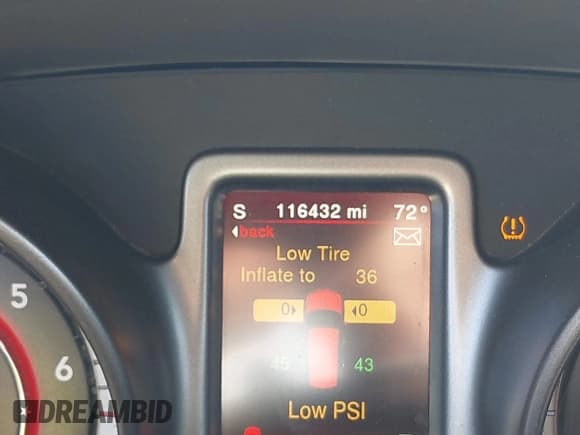 S 116432 mi 72°
back
Low Tire
Inflate to 36
0 0
45 43
Low PSI
5
6
DREAMBID